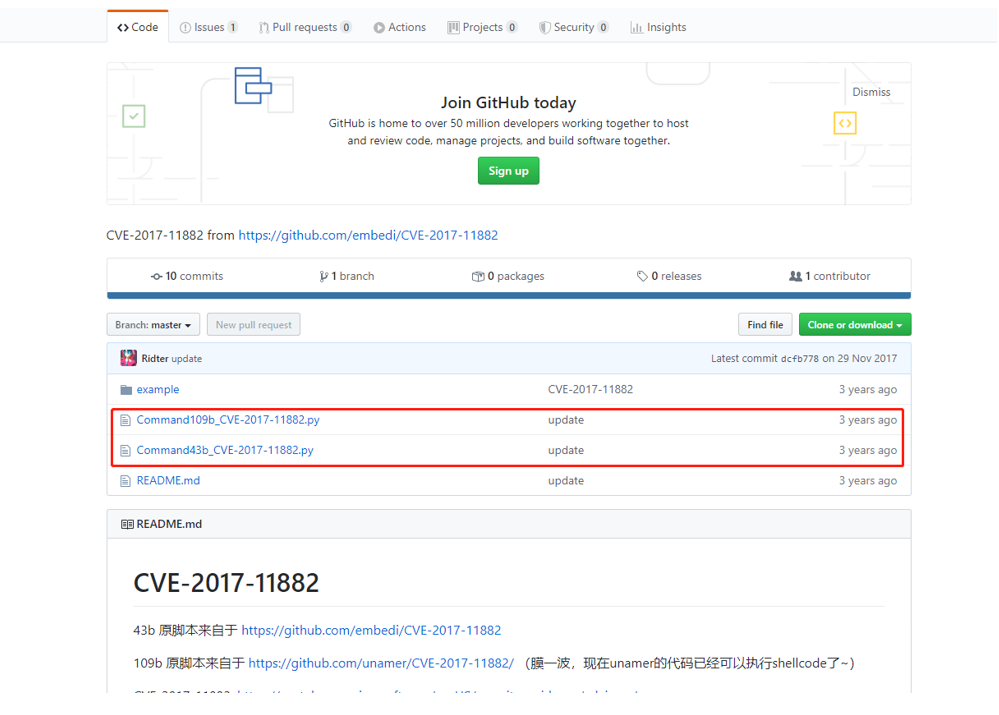 Code Issues 1 Pull requests 0 Actions Projects 0 Security 0 Insights
Dismiss
Join GitHub today
GitHub is home to over 50 million developers working together to host
and review code, manage projects, and build software together.
Sign up
CVE-2017-11882 from https://github.com/embedi/CVE-2017-11882
10 commits 1 branch 0 packages 0 releases 1 contributor
Branch: master New pull request Find file Clone or download
Ridter update Latest commit dcfb778 on 29 Nov 2017
example CVE-2017-11882 3 years ago
Command109b_CVE-2017-11882.py update 3 years ago
Command43b_CVE-2017-11882.py update 3 years ago
README.md update 3 years ago
README.md
CVE-2017-11882
43b 原脚本来自于 https://github.com/embedi/CVE-2017-11882
109b 原脚本来自于 https://github.com/unamer/CVE-2017-11882/ （膜一波，现在unamer的代码已经可以执行shellcode了~）